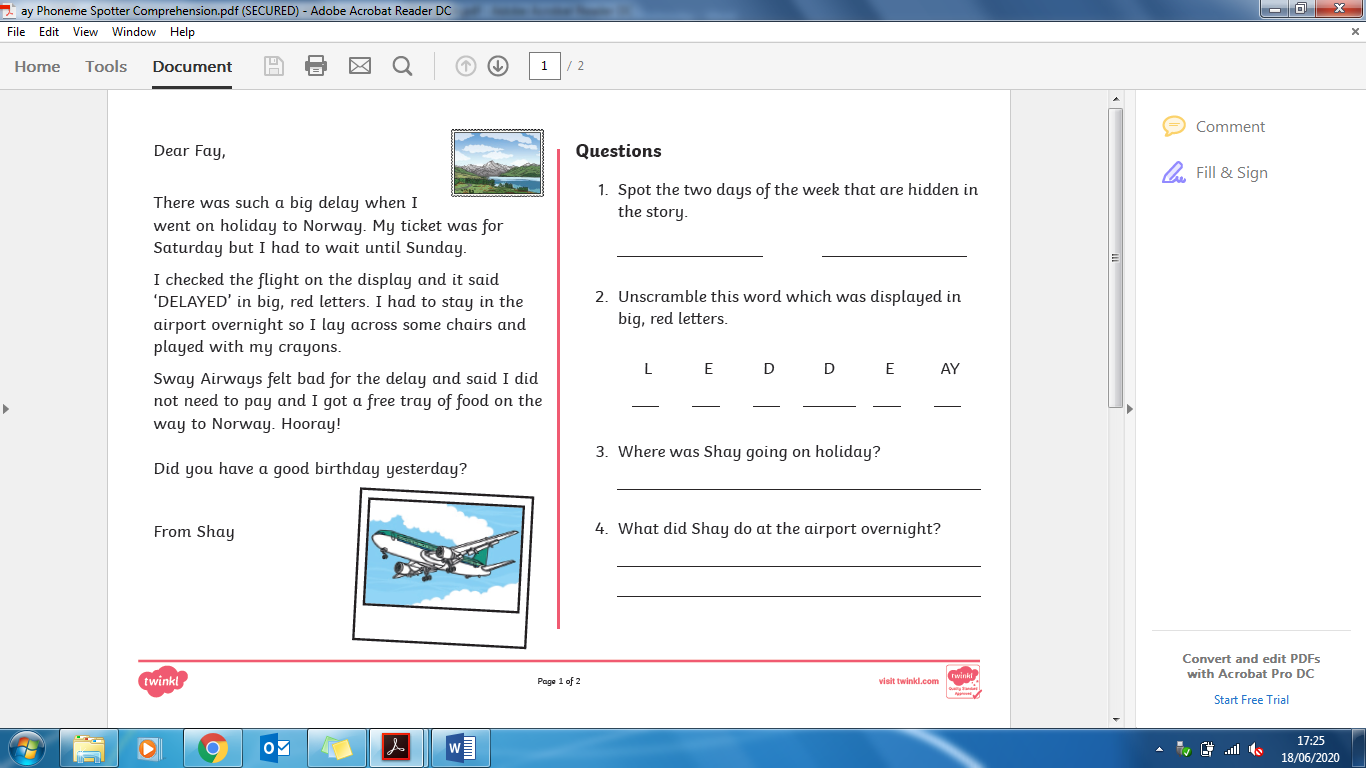 ay Phoneme Spotter Comprehension.pdf (SECURED) - Adobe Acrobat Reader DC
File Edit View Window Help
Home Tools Document 1 / 2
Comment
Fill & Sign
Dear Fay,
There was such a big delay when I
went on holiday to Norway. My ticket was for
Saturday but I had to wait until Sunday.
I checked the flight on the display and it said
‘DELAYED’ in big, red letters. I had to stay in the
airport overnight so I lay across some chairs and
played with my crayons.
Sway Airways felt bad for the delay and said I did
not need to pay and I got a free tray of food on the
way to Norway. Hooray!
Did you have a good birthday yesterday?
From Shay
Questions
1. Spot the two days of the week that are hidden in
the story.
2. Unscramble this word which was displayed in
big, red letters.
L E D D E AY
3. Where was Shay going on holiday?
4. What did Shay do at the airport overnight?
twinkl
Page 1 of 2
visit twinkl.com
twinkl
Quality Standard
Approved
Convert and edit PDFs
with Acrobat Pro DC
Start Free Trial
17:25
18/06/2020